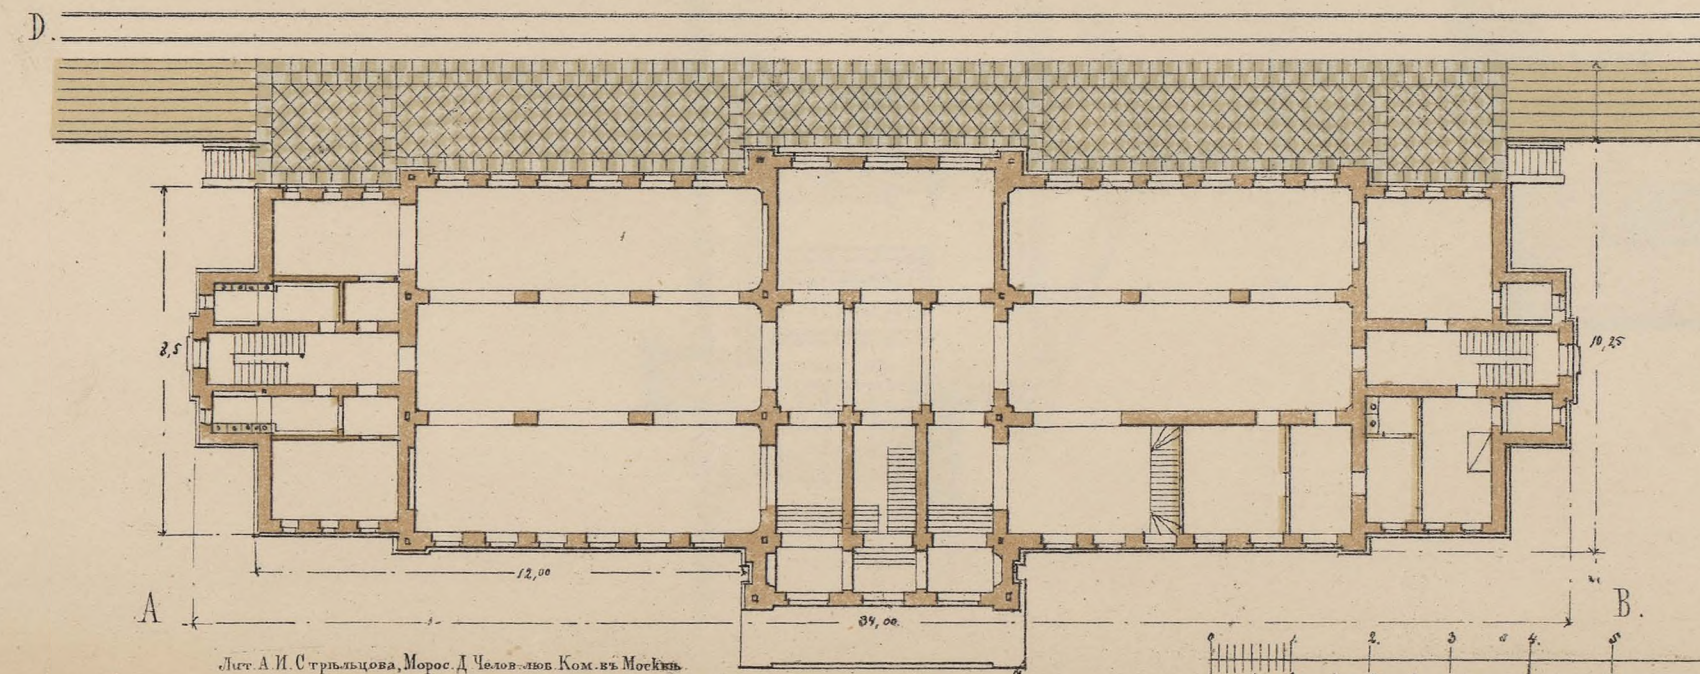 D.
8,5
10,25
12,00
A
B.
34,00.
0 1. 2. 3 4. 5
Лит. А. И. Стрѣльцова, Морос. Д Челов.-люб. Ком. въ Москвѣ